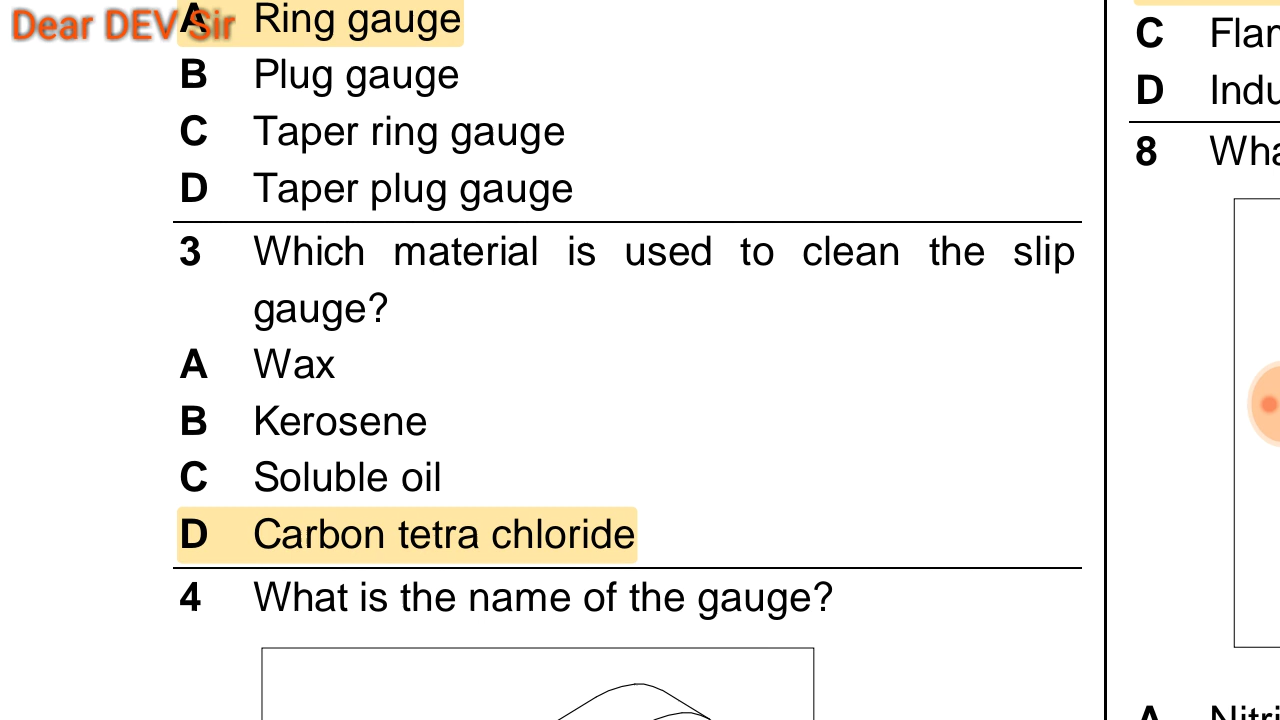 Dear DEV Sir
A Ring gauge
B Plug gauge
C Taper ring gauge
D Taper plug gauge
3 Which material is used to clean the slip
gauge?
A Wax
B Kerosene
C Soluble oil
D Carbon tetra chloride
4 What is the name of the gauge?
C
D
8